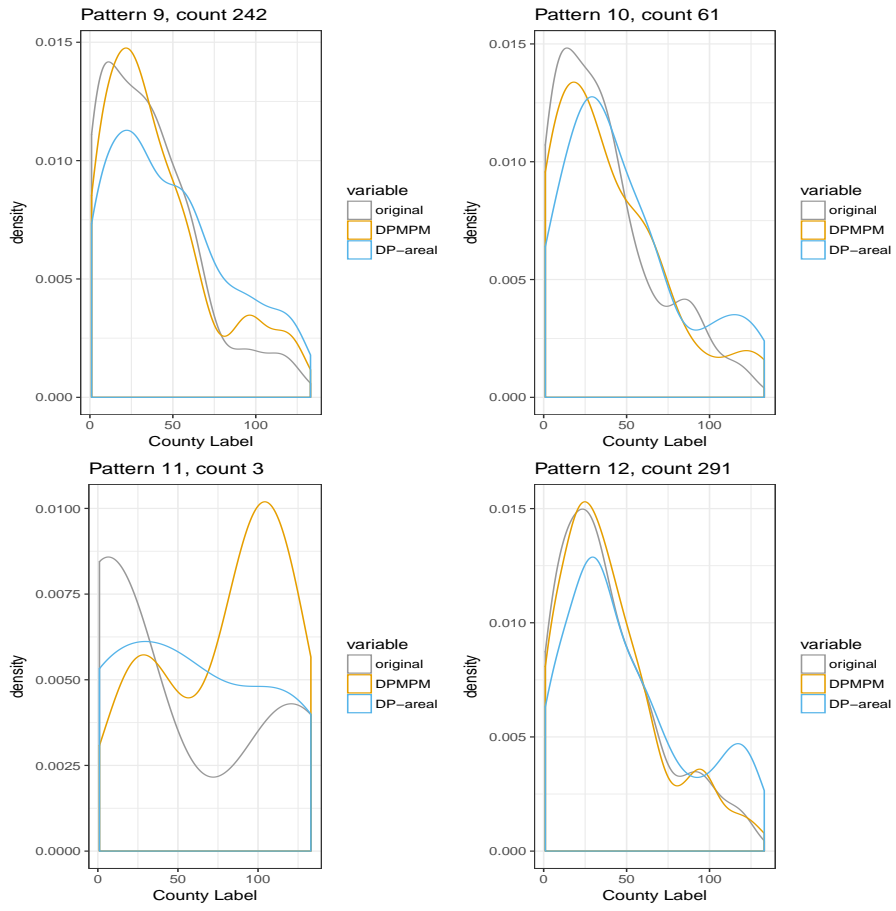 Pattern 9, count 242
0.015
0.010
0.005
0.000
density
0
50
100
County Label
variable
original
DPMPM
DP−areal
Pattern 10, count 61
0.015
0.010
0.005
0.000
density
0
50
100
County Label
variable
original
DPMPM
DP−areal
Pattern 11, count 3
0.0100
0.0075
0.0050
0.0025
0.0000
density
0
50
100
County Label
variable
original
DPMPM
DP−areal
Pattern 12, count 291
0.015
0.010
0.005
0.000
density
0
50
100
County Label
variable
original
DPMPM
DP−areal